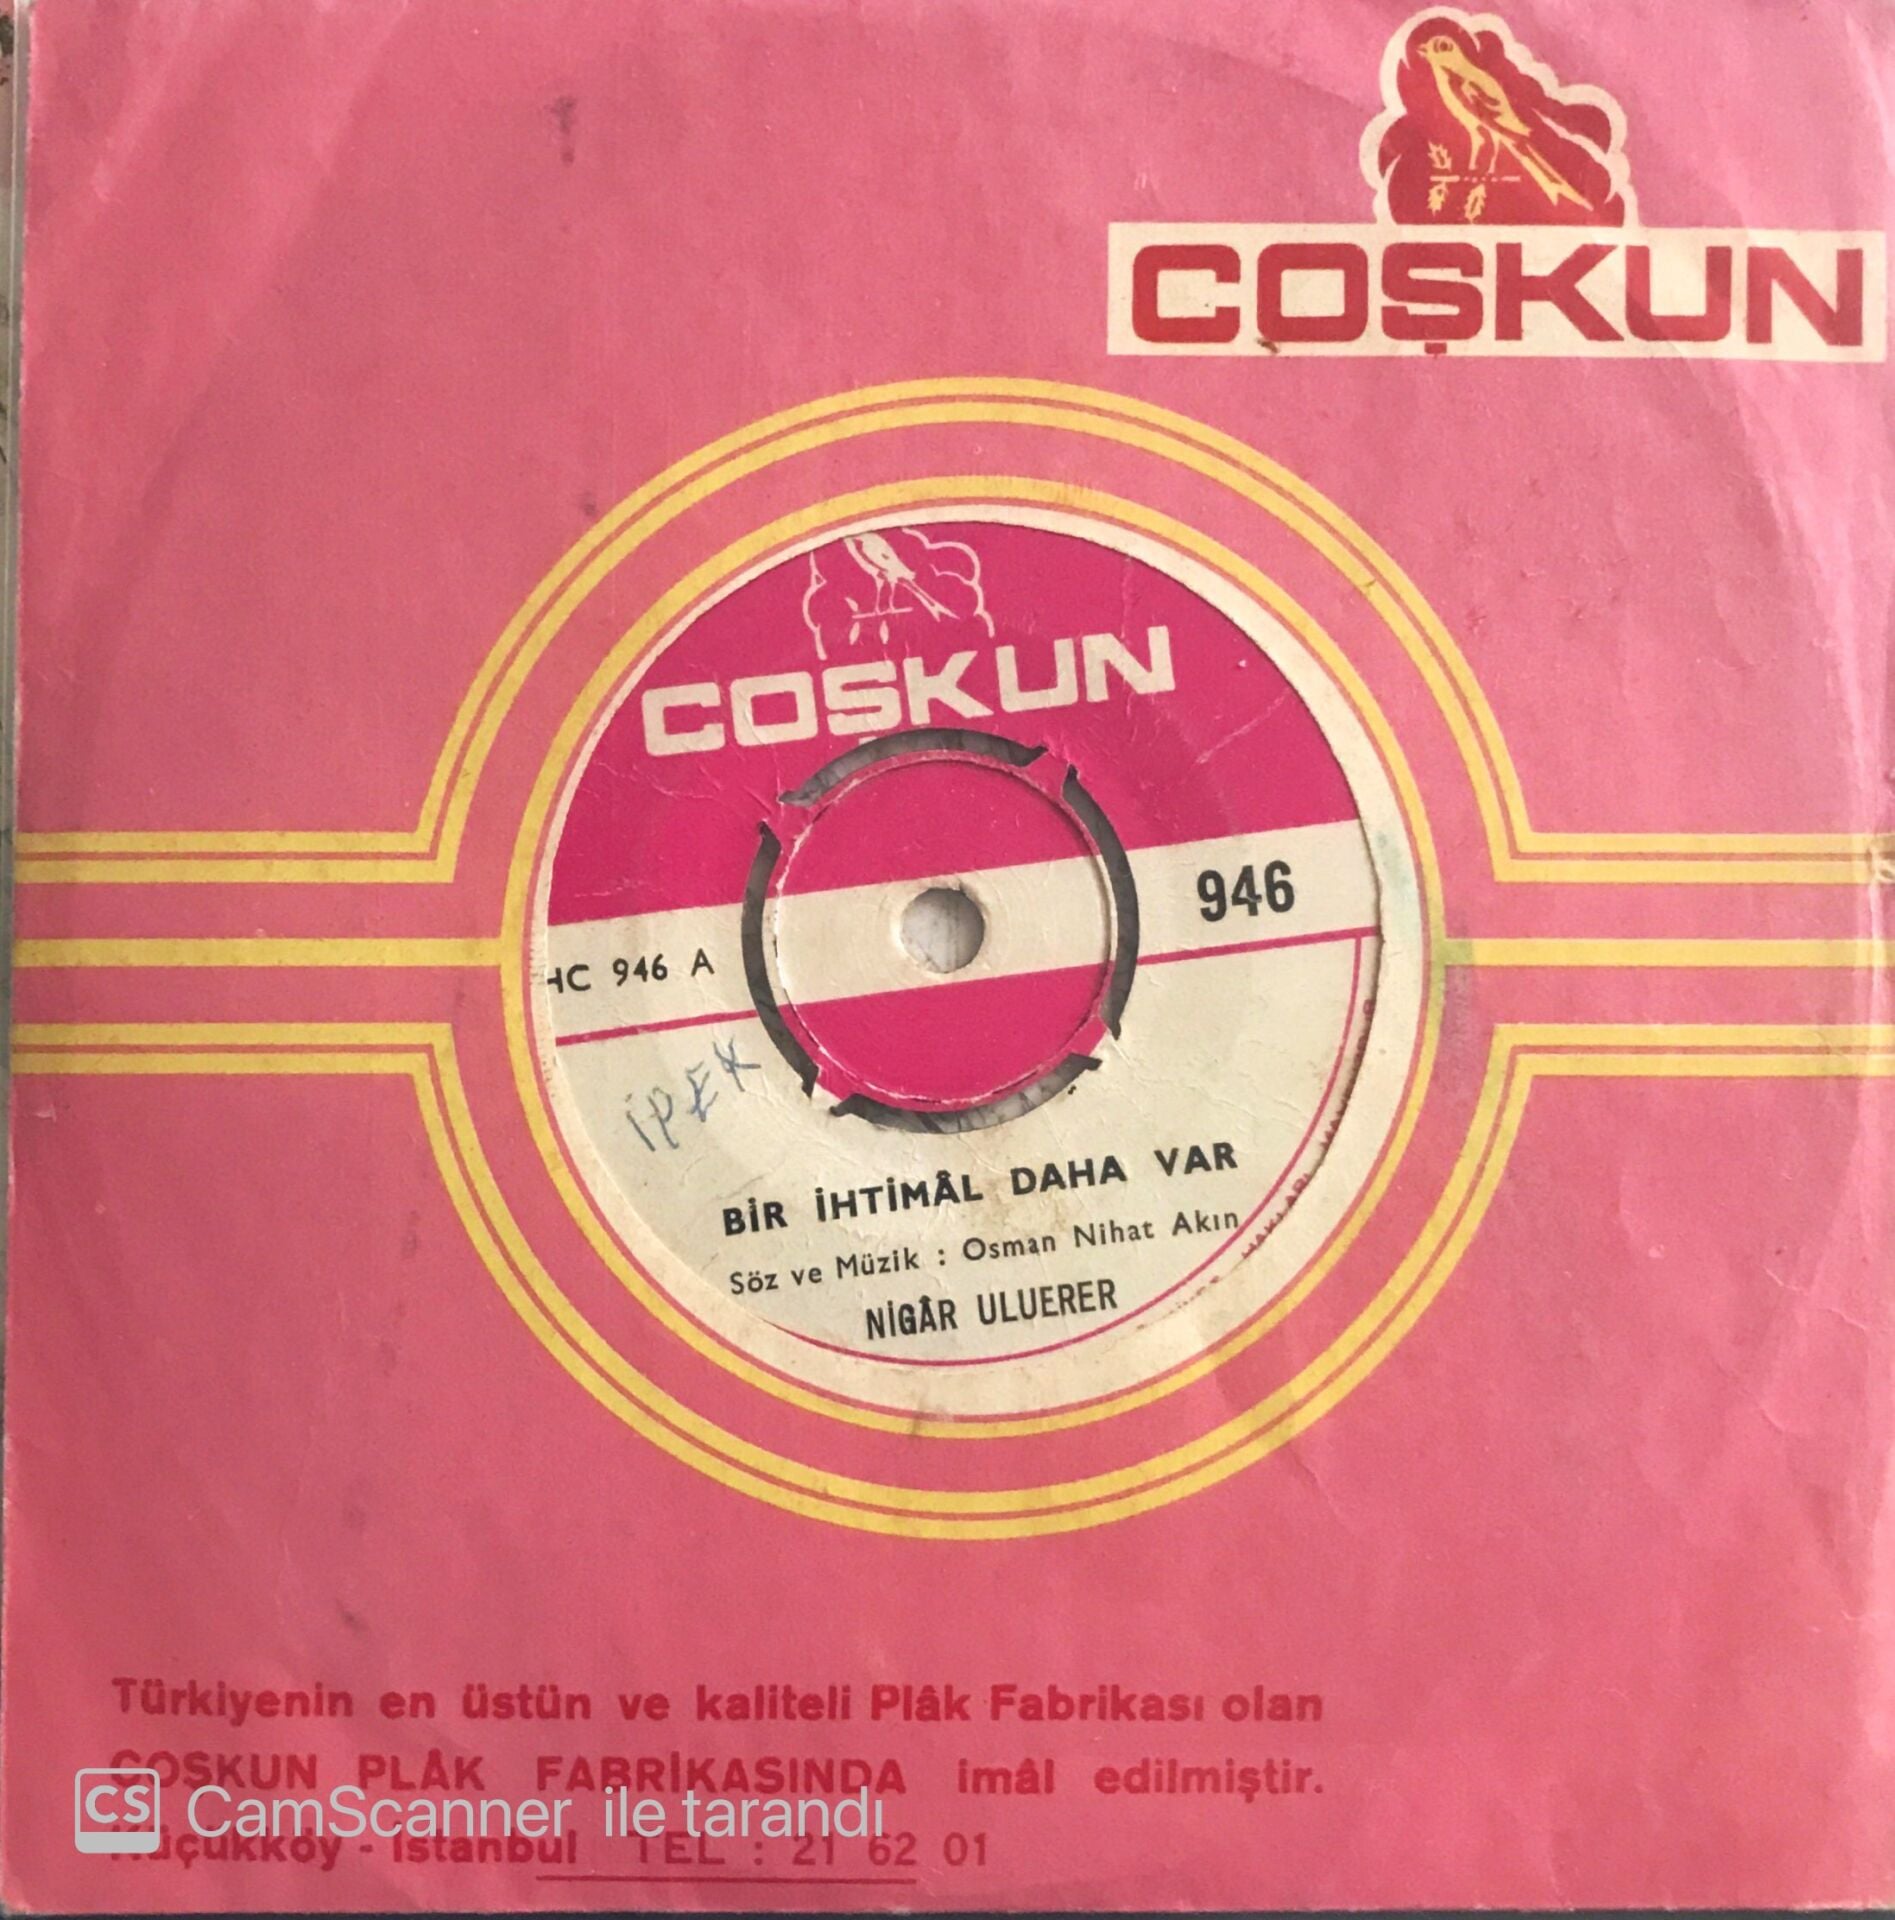 COŞKUN
COŞKUN
946
HC 946 A
İPEK
BİR İHTİMÂL DAHA VAR
Söz ve Müzik : Osman Nihat Akın
NİGÂR ULUERER
Türkiyenin en üstün ve kaliteli Plâk Fabrikası olan
COŞKUN PLÂK FABRİKASINDA imâl edilmiştir.
Küçükköy - İstanbul TEL : 21 62 01
CS CamScanner ile tarandı